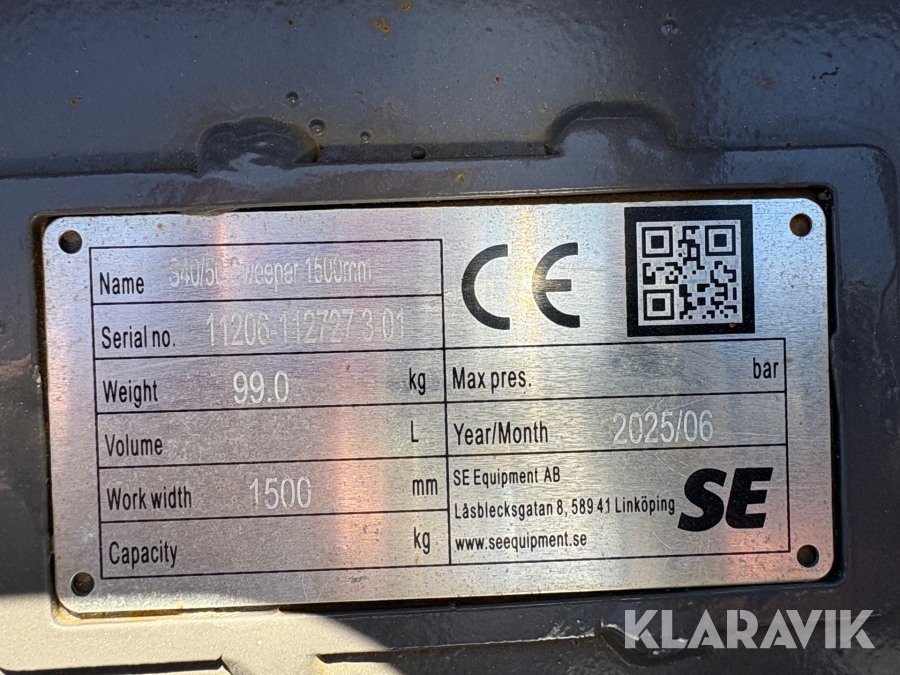 Name S40/50 Sweeper 1500mm
Serial no. 11206-112727-3-01
Weight 99.0 kg
Volume L
Work width 1500 mm
Capacity kg
CE
Max pres. bar
Year/Month 2025/06
SE Equipment AB
Låsblecksgatan 8, 589 41 Linköping
www.seequipment.se
SE
KLARAVIK